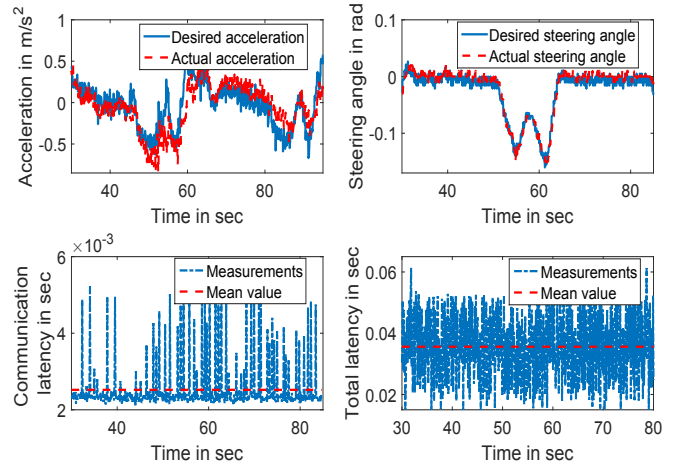 1
0.5
0
-0.5
Acceleration in m/s²
Desired acceleration
Actual acceleration
40 60 80
Time in sec
0.1
0
-0.1
Steering angle in rad
Desired steering angle
Actual steering angle
40 60 80
Time in sec
×10⁻³
6
4
2
Communication
latency in sec
Measurements
Mean value
40 60 80
Time in sec
0.06
0.04
0.02
Total latency in sec
Measurements
Mean value
30 40 50 60 70 80
Time in sec